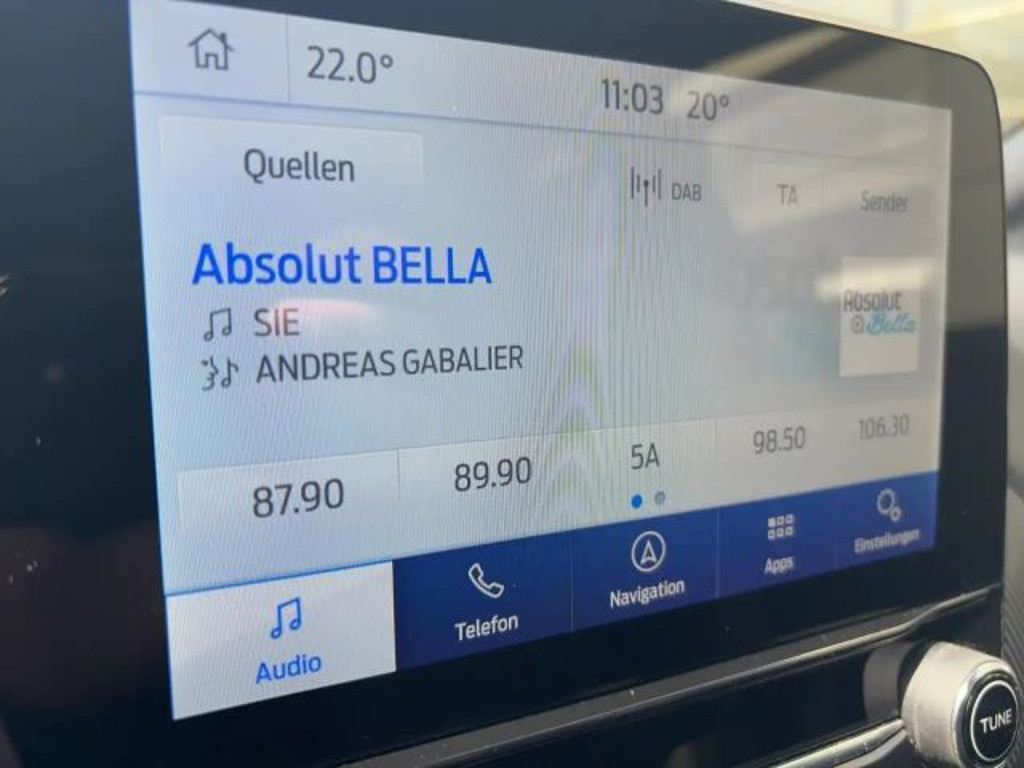 22.0° 11:03 20°
Quellen DAB TA Sender
Absolut BELLA
SIE
ANDREAS GABALIER
Absolut
Bella
87.90 89.90 5A 98.50 106.30
Audio Telefon Navigation Apps Einstellungen
TUNE